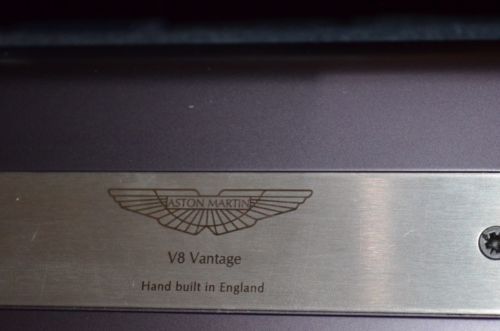 ASTON MARTIN
V8 Vantage
Hand built in England